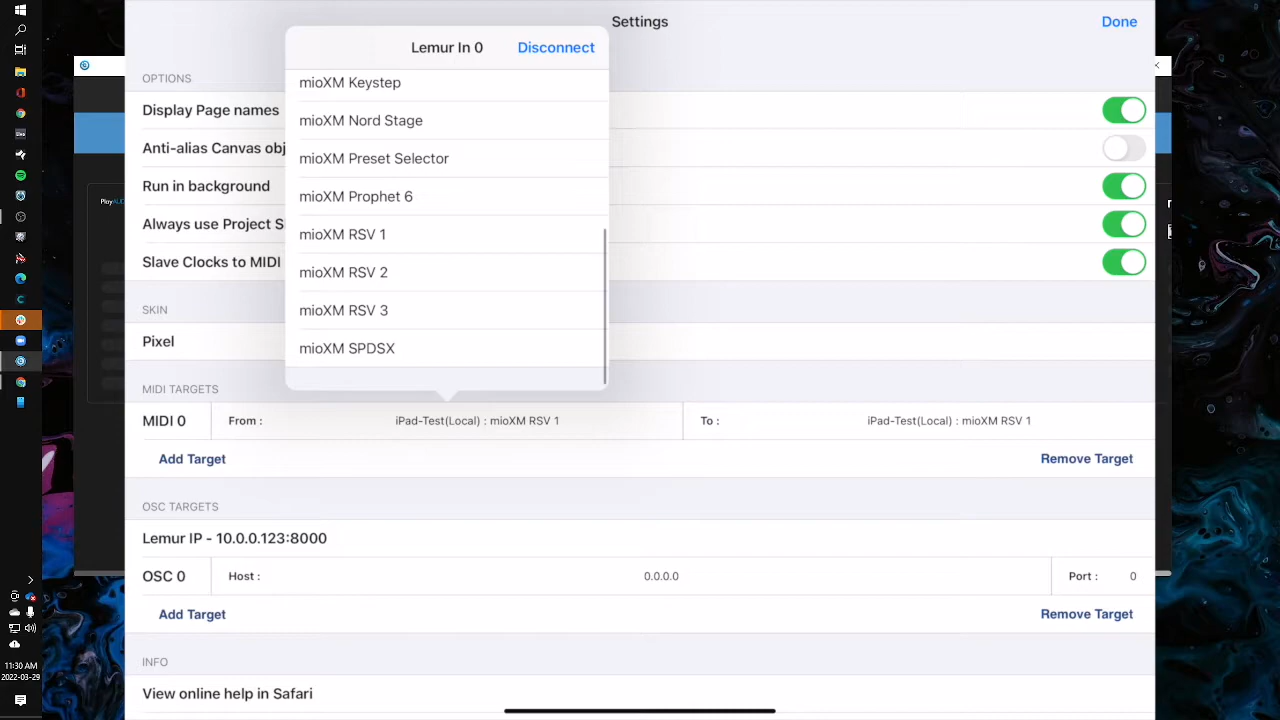 Settings
Done
Lemur In 0
Disconnect
mioXM Keystep
mioXM Nord Stage
mioXM Preset Selector
mioXM Prophet 6
mioXM RSV 1
mioXM RSV 2
mioXM RSV 3
mioXM SPDSX
OPTIONS
Display Page names
Anti-alias Canvas obj
Run in background
Always use Project S
Slave Clocks to MIDI
SKIN
Pixel
MIDI TARGETS
MIDI 0 From : iPad-Test(Local) : mioXM RSV 1 To : iPad-Test(Local) : mioXM RSV 1
Add Target Remove Target
OSC TARGETS
Lemur IP - 10.0.0.123:8000
OSC 0 Host : 0.0.0.0 Port : 0
Add Target Remove Target
INFO
View online help in Safari
PlayAUD
11:30 AM
2022-03-29